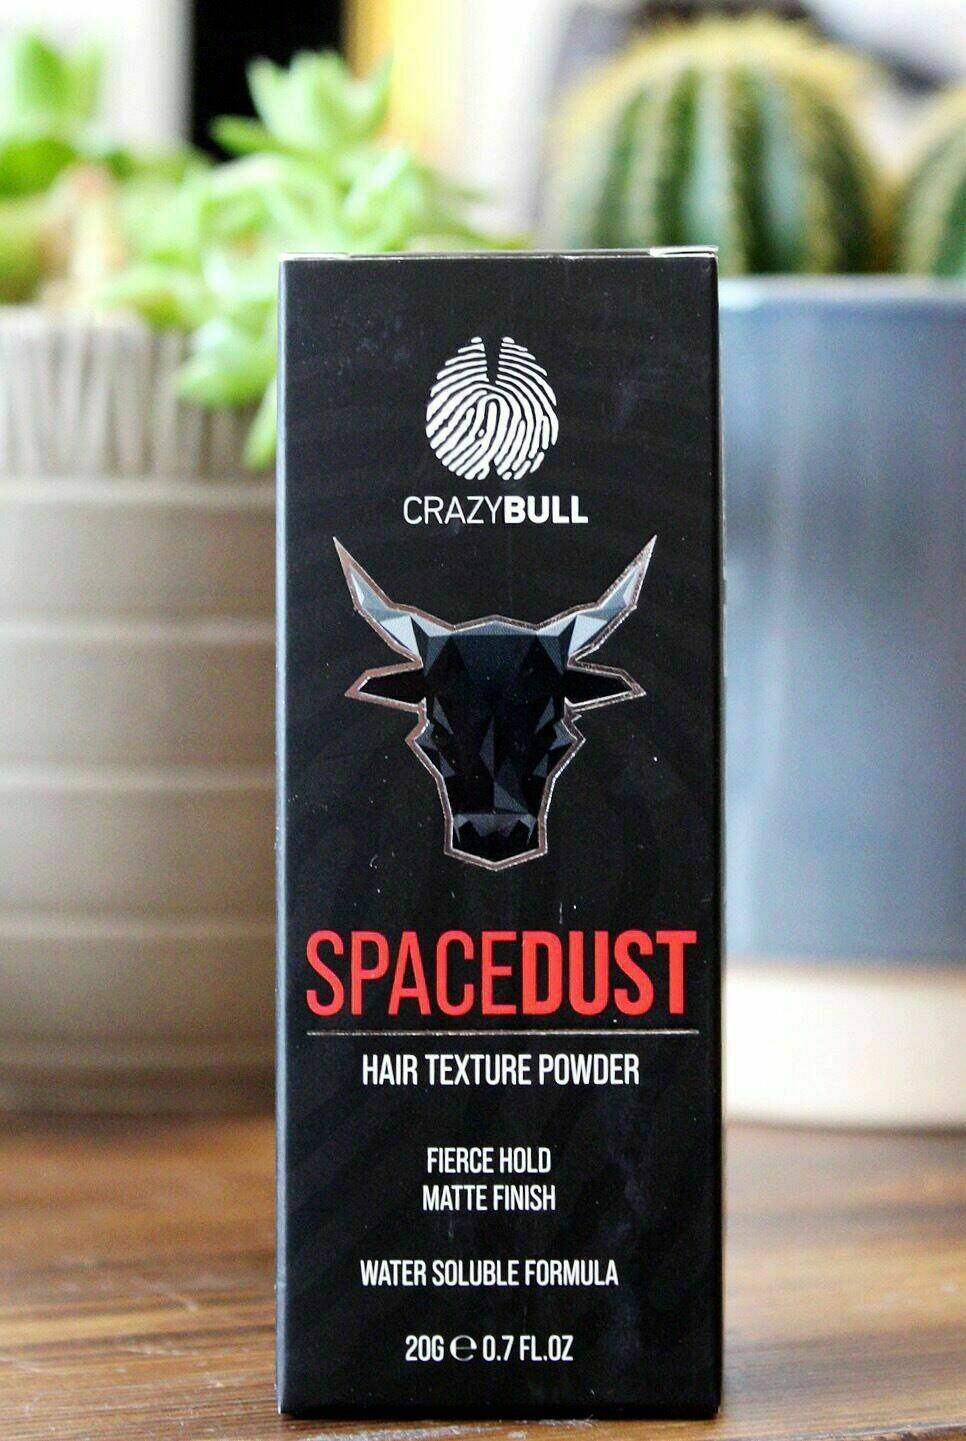 CRAZYBULL
SPACEDUST
HAIR TEXTURE POWDER
FIERCE HOLD
MATTE FINISH
WATER SOLUBLE FORMULA
20G ℮ 0.7 FL.OZ